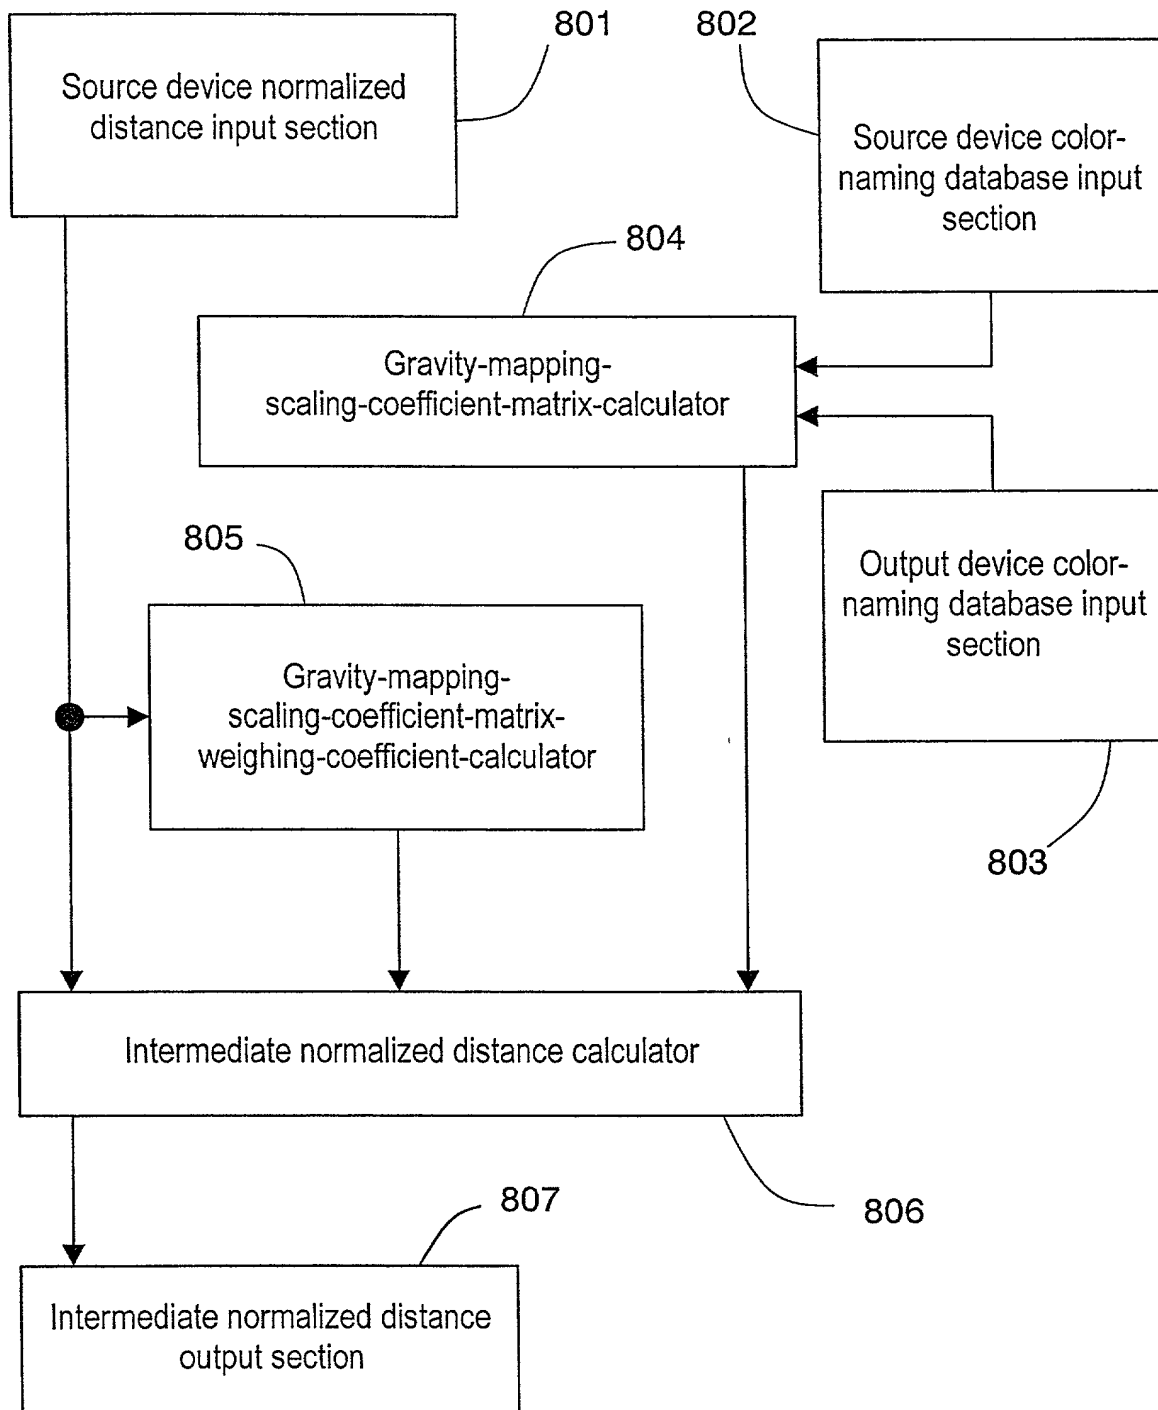 801
802
Source device normalized
distance input section
Source device color-
naming database input
section
804
Gravity-mapping-
scaling-coefficient-matrix-calculator
805
Output device color-
naming database input
section
Gravity-mapping-
scaling-coefficient-matrix-
weighing-coefficient-calculator
803
Intermediate normalized distance calculator
807
806
Intermediate normalized distance
output section